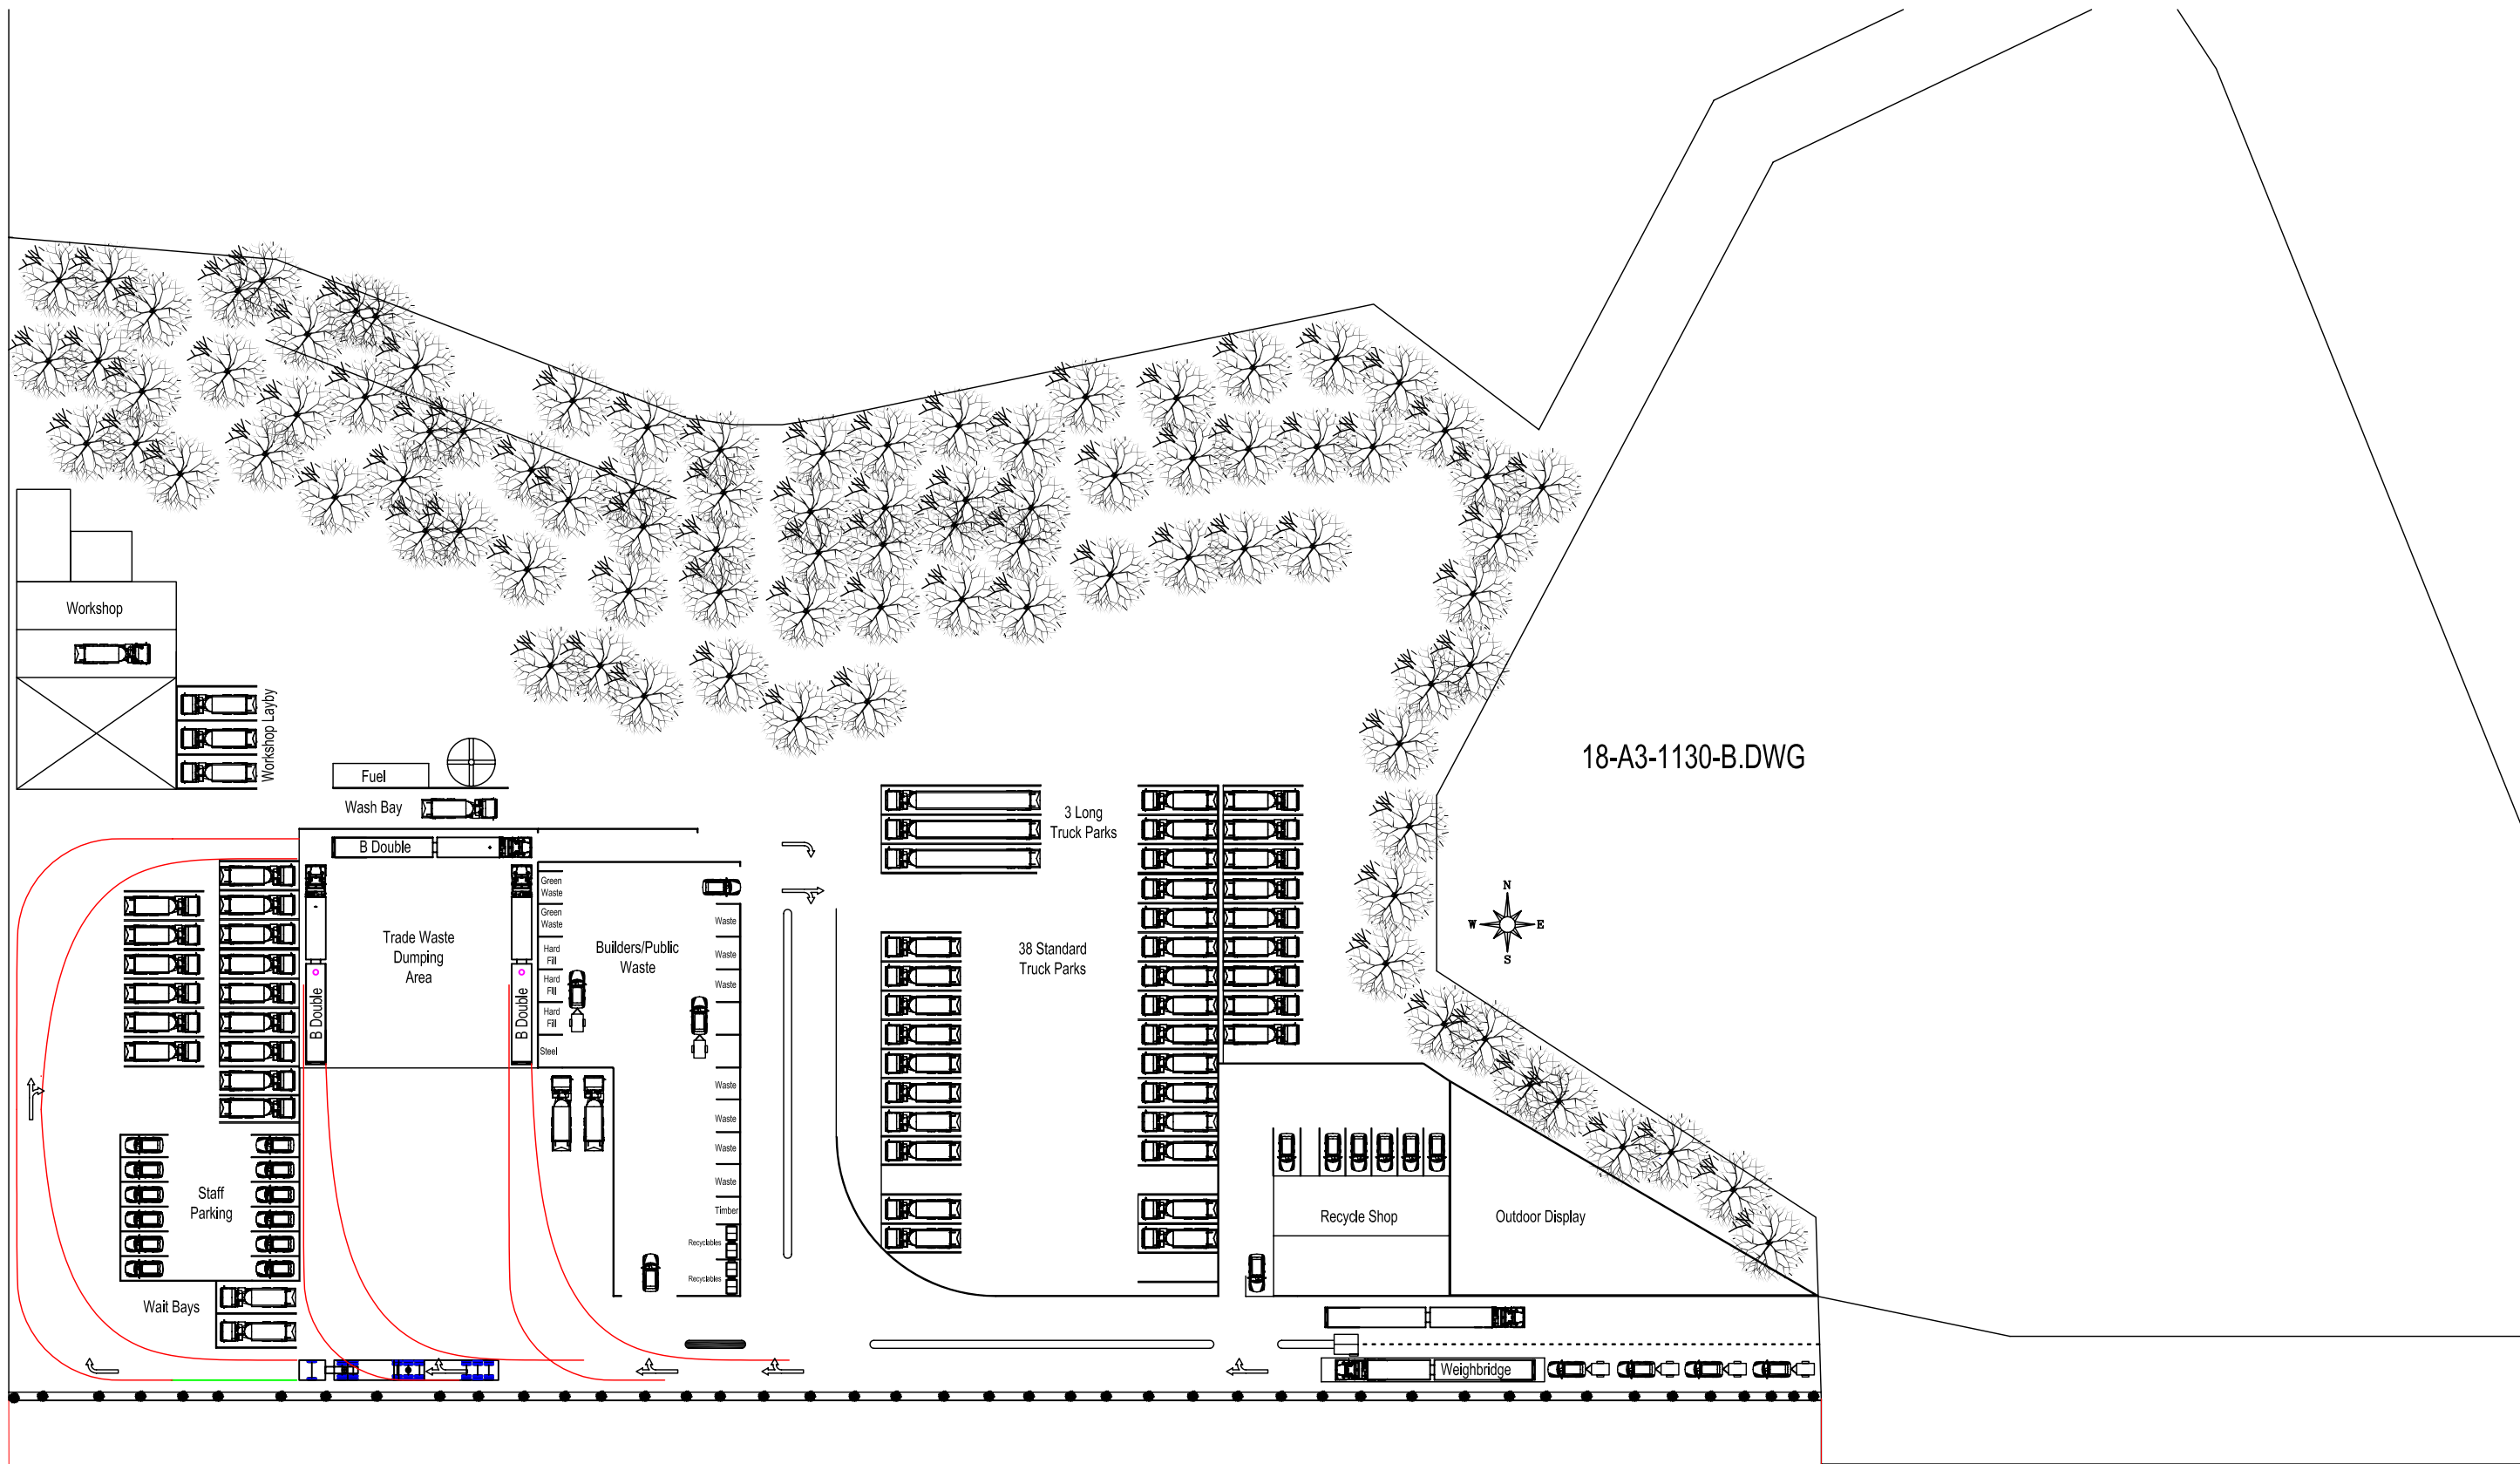 Workshop
Workshop Layby
18-A3-1130-B.DWG
Fuel
Wash Bay
B Double
3 Long
Truck Parks
N
W
E
S
Green
Waste
Green
Waste
Hard
Fill
Hard
Fill
Hard
Fill
Steel
Trade Waste
Dumping
Area
B Double
B Double
Builders/Public
Waste
Waste
Waste
Waste
Waste
Waste
Waste
Waste
Timber
Recyclables
Recyclables
38 Standard
Truck Parks
Staff
Parking
Wait Bays
Recycle Shop
Outdoor Display
Weighbridge